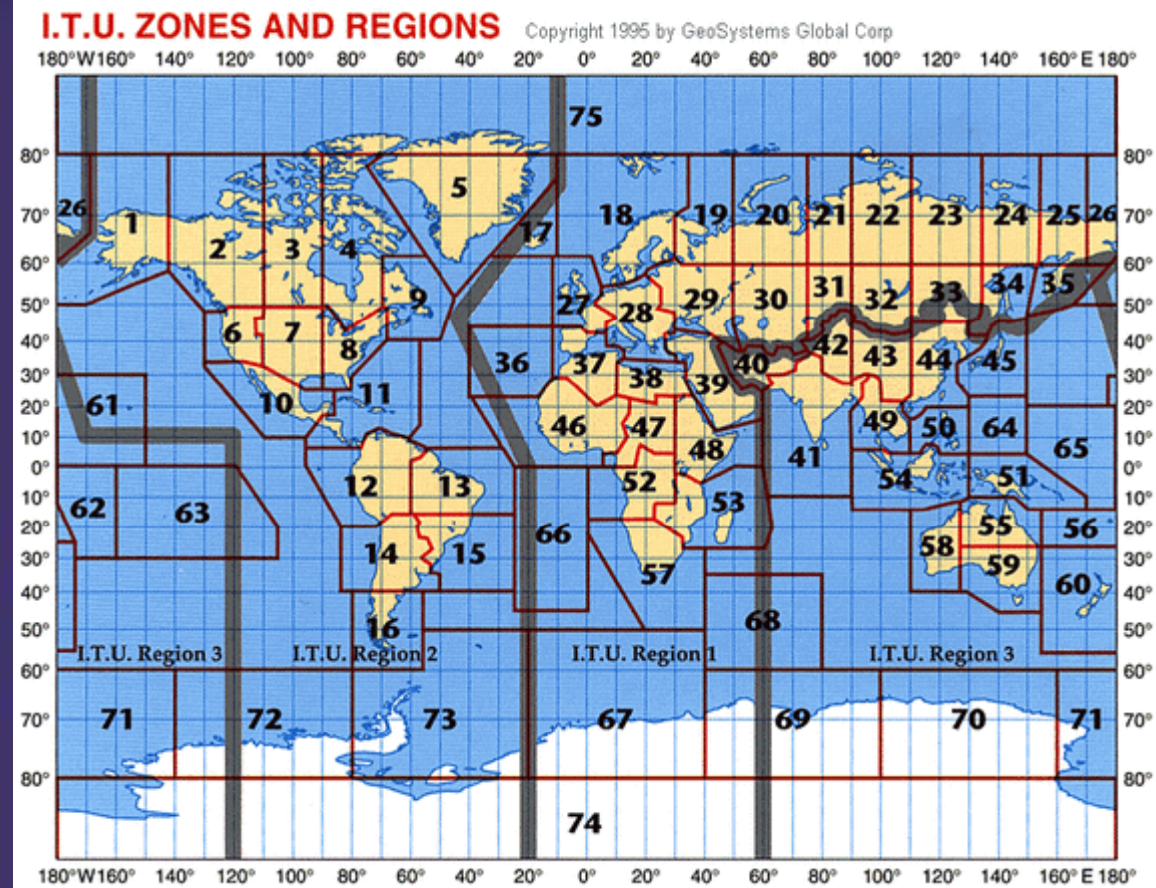 I.T.U. ZONES AND REGIONS Copyright 1995 by GeoSystems Global Corp
180°W160° 140° 120° 100° 80° 60° 40° 20° 0° 20° 40° 60° 80° 100° 120° 140° 160° E 180°
75
80° 80°
5
26 1 18 19 20 21 22 23 24 25 26
70° 70°
17
2 3 4
60° 60°
34 35
9 27 28 29 30 31 32 33
50° 50°
6 7 8
40° 40°
36 37 40 42 43 44 45
38 39
30° 30°
61 10 11
20° 20°
46 47 49 50 64
48 65
10° 10°
41
0° 0°
12 13 52 54 51
53
10° 10°
62 63
20° 20°
66 55 56
14 15 58
30° 30°
57 59 60
40° 40°
16 68
50° 50°
I.T.U. Region 3 I.T.U. Region 2 I.T.U. Region 1 I.T.U. Region 3
60° 60°
71 72 73 67 69 70 71
70° 70°
80° 80°
74
180°W160° 140° 120° 100° 80° 60° 40° 20° 0° 20° 40° 60° 80° 100° 120° 140° 160° E 180°